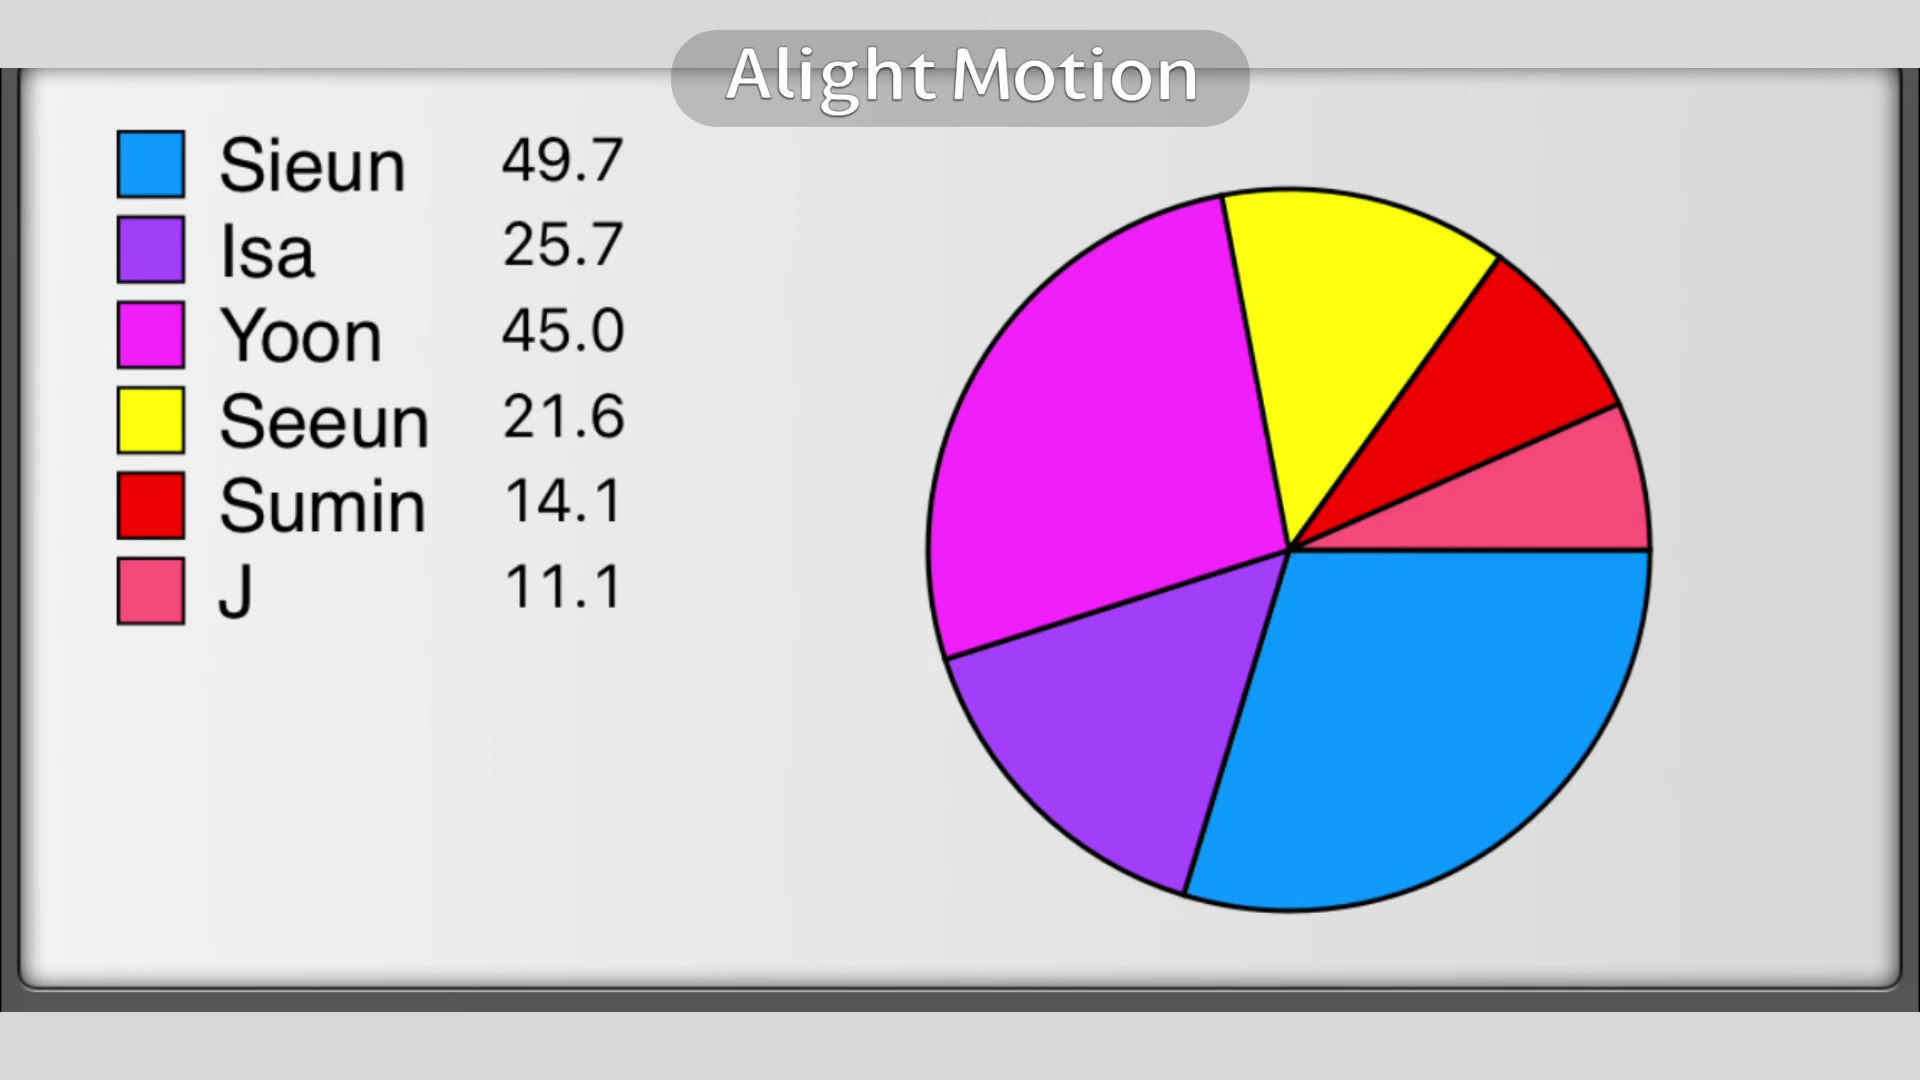 Alight Motion
Sieun 49.7
Isa 25.7
Yoon 45.0
Seeun 21.6
Sumin 14.1
J 11.1